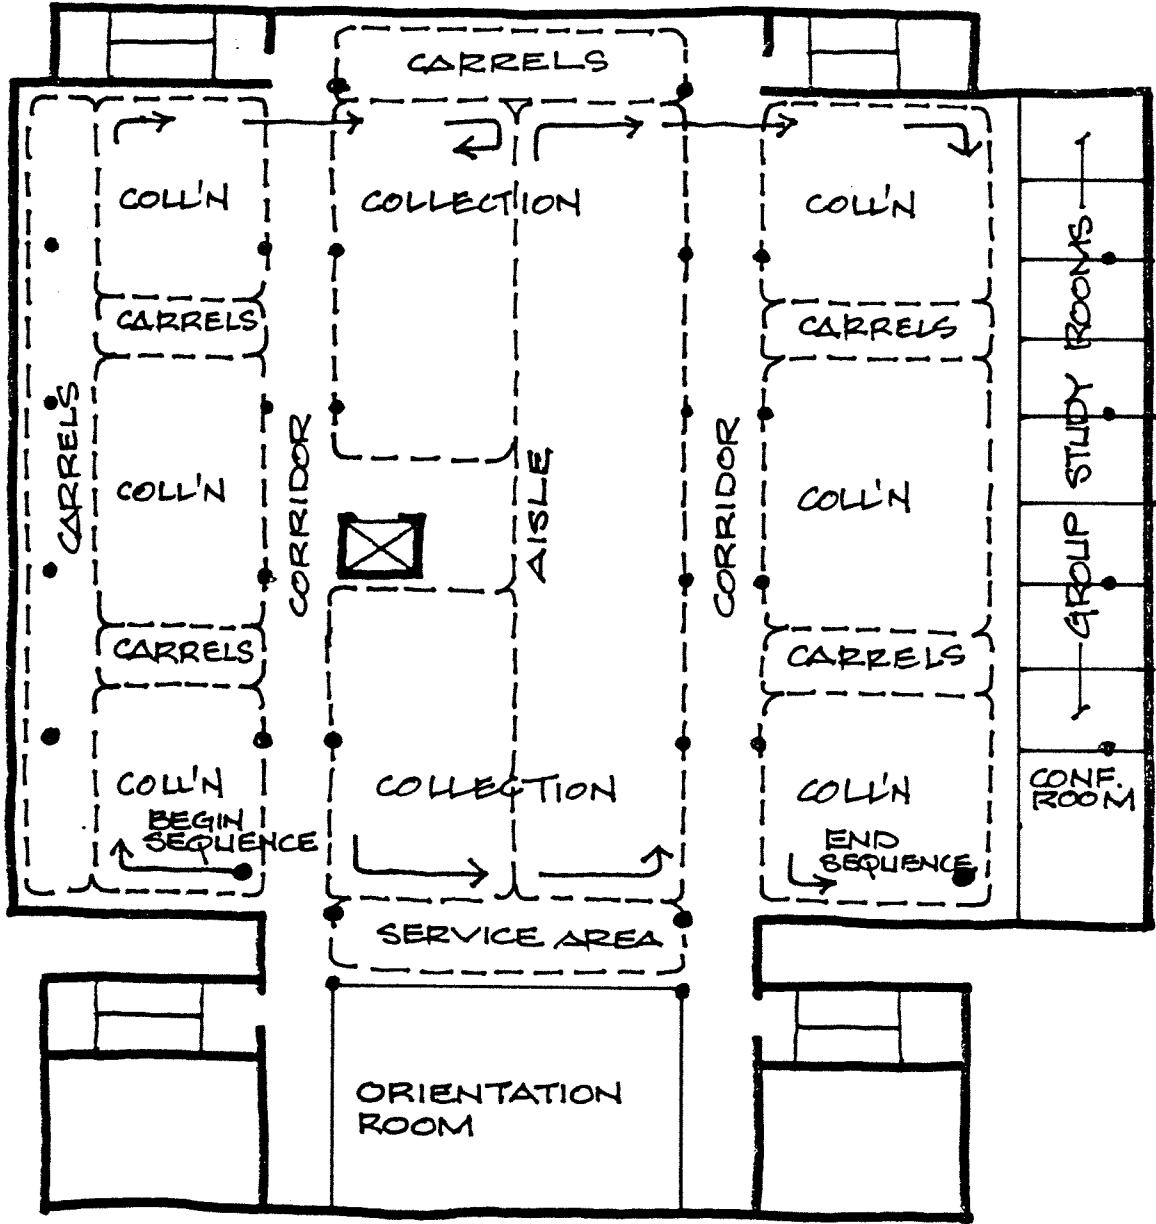 CARRELS
COLL'N
COLLECTION
COLL'N
CARRELS
CARRELS
CARRELS
COLL'N
CORRIDOR
AISLE
CORRIDOR
COLL'N
GROUP STUDY ROOMS
CARRELS
CARRELS
COLL'N
COLLECTION
COLL'N
CONF.
ROOM
BEGIN
SEQUENCE
END
SEQUENCE
SERVICE AREA
ORIENTATION
ROOM